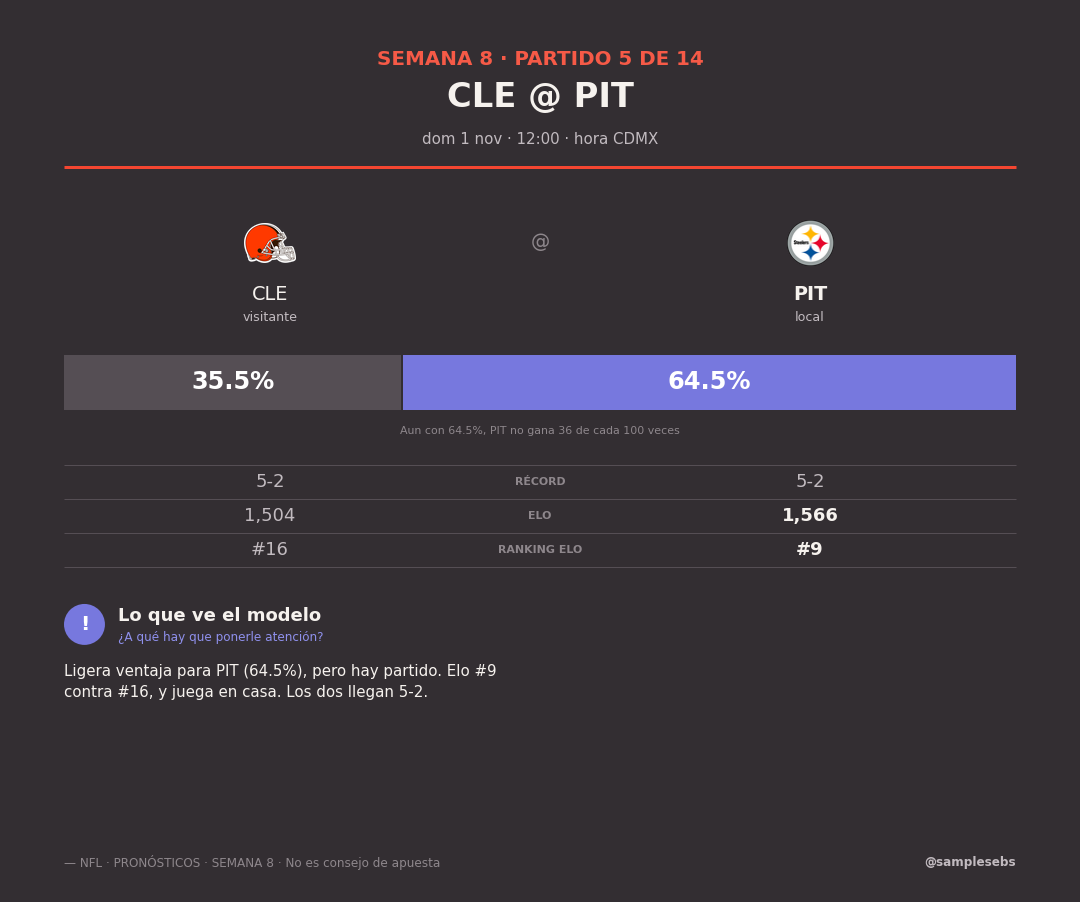 SEMANA 8 · PARTIDO 5 DE 14
CLE @ PIT
dom 1 nov · 12:00 · hora CDMX
@
Steelers
CLE
PIT
visitante
local
35.5%
64.5%
Aun con 64.5%, PIT no gana 36 de cada 100 veces
5-2 RÉCORD 5-2
1,504 ELO 1,566
#16 RANKING ELO #9
!
Lo que ve el modelo
¿A qué hay que ponerle atención?
Ligera ventaja para PIT (64.5%), pero hay partido. Elo #9
contra #16, y juega en casa. Los dos llegan 5-2.
— NFL · PRONÓSTICOS · SEMANA 8 · No es consejo de apuesta
@samplesebs